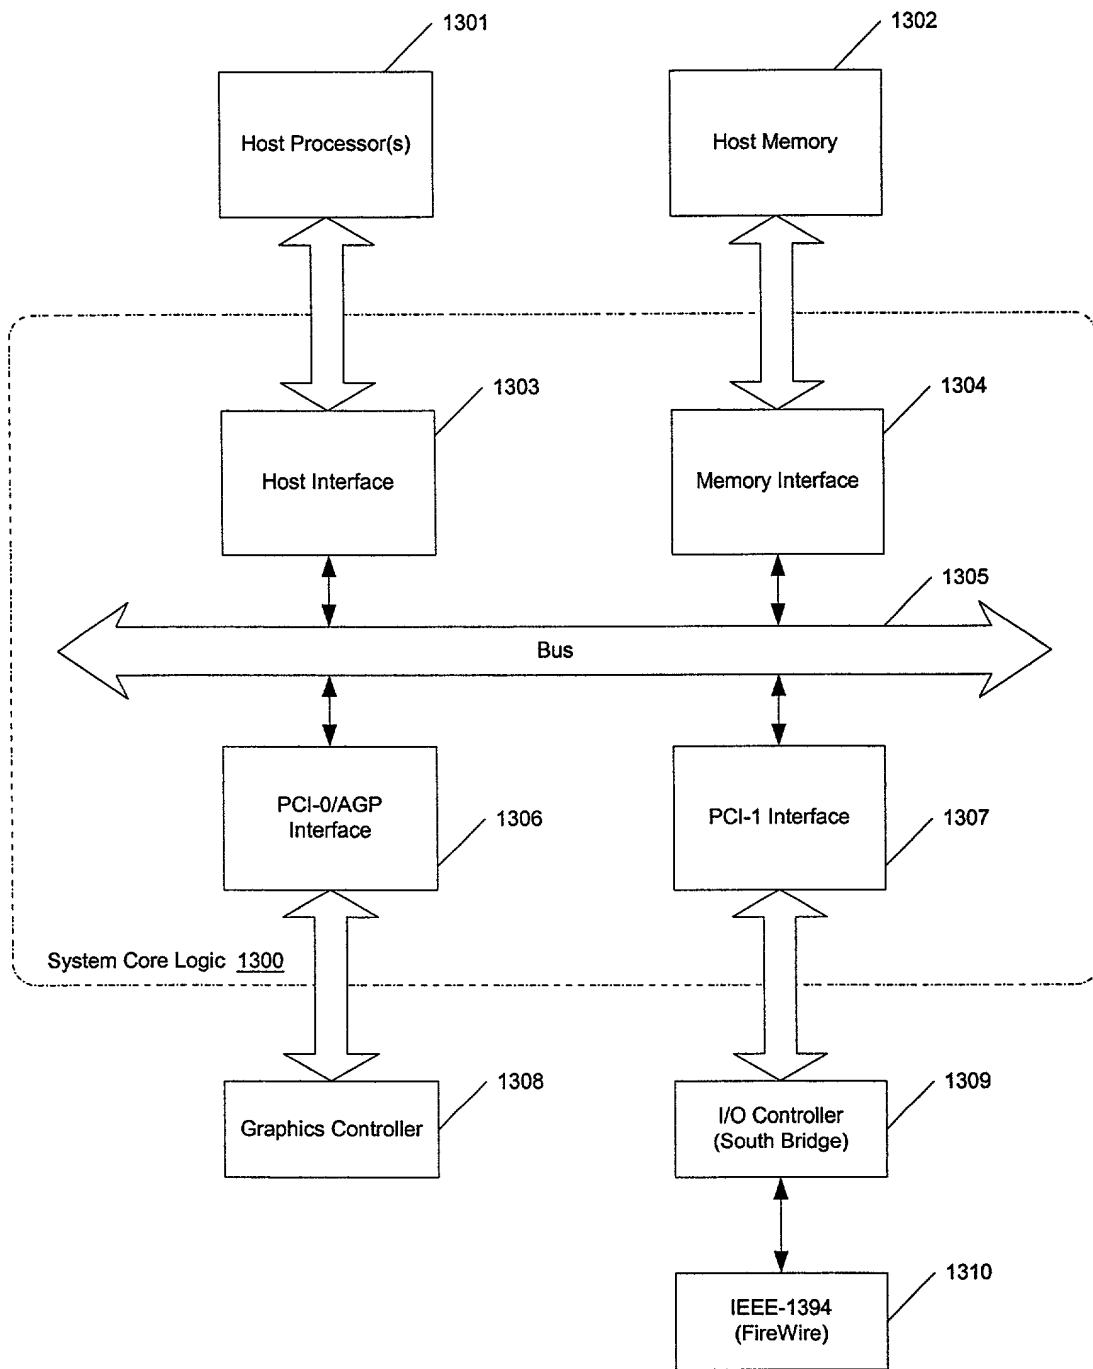 1301
1302
Host Processor(s)
Host Memory
1303
1304
Host Interface
Memory Interface
1305
Bus
PCI-0/AGP
Interface
1306
PCI-1 Interface
1307
System Core Logic 1300
1308
Graphics Controller
1309
I/O Controller
(South Bridge)
1310
IEEE-1394
(FireWire)